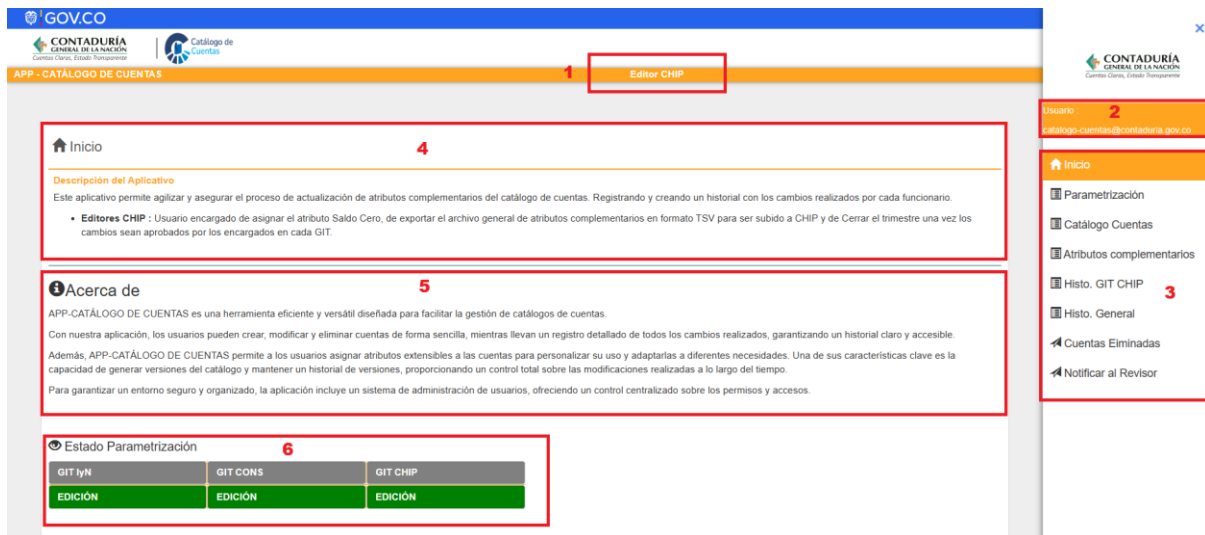 GOV.CO
CONTADURÍA
GENERAL DE LA NACIÓN
Cuentas Claras, Estado Transparente
Catálogo de
Cuentas
APP - CATÁLOGO DE CUENTAS
1
Editor CHIP
Inicio
4
Descripción del Aplicativo
Este aplicativo permite agilizar y asegurar el proceso de actualización de atributos complementarios del catálogo de cuentas. Registrando y creando un historial con los cambios realizados por cada funcionario.
• Editores CHIP : Usuario encargado de asignar el atributo Saldo Cero, de exportar el archivo general de atributos complementarios en formato TSV para ser subido a CHIP y de Cerrar el trimestre una vez los
cambios sean aprobados por los encargados en cada GIT.
Acerca de
5
APP-CATÁLOGO DE CUENTAS es una herramienta eficiente y versátil diseñada para facilitar la gestión de catálogos de cuentas.
Con nuestra aplicación, los usuarios pueden crear, modificar y eliminar cuentas de forma sencilla, mientras llevan un registro detallado de todos los cambios realizados, garantizando un historial claro y accesible.
Además, APP-CATÁLOGO DE CUENTAS permite a los usuarios asignar atributos extensibles a las cuentas para personalizar su uso y adaptarlas a diferentes necesidades. Una de sus características clave es la
capacidad de generar versiones del catálogo y mantener un historial de versiones, proporcionando un control total sobre las modificaciones realizadas a lo largo del tiempo.
Para garantizar un entorno seguro y organizado, la aplicación incluye un sistema de administración de usuarios, ofreciendo un control centralizado sobre los permisos y accesos.
Estado Parametrización
6
GIT IyN GIT CONS GIT CHIP
EDICIÓN EDICIÓN EDICIÓN
×
CONTADURÍA
GENERAL DE LA NACIÓN
Cuentas Claras, Estado Transparente
Usuario :
2
catalogo-cuentas@contaduria.gov.co
Inicio
Parametrización
Catálogo Cuentas
Atributos complementarios
Histo. GIT CHIP
3
Histo. General
Cuentas Eiminadas
Notificar al Revisor